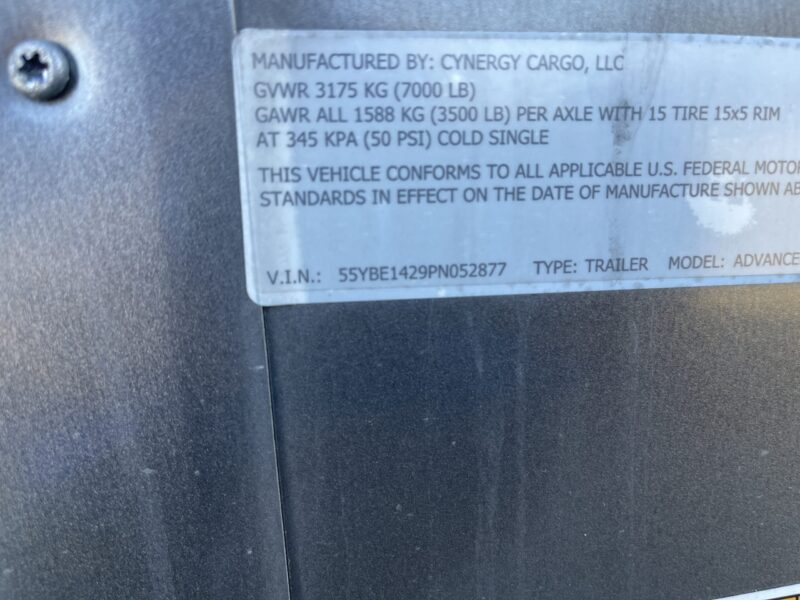 MANUFACTURED BY: CYNERGY CARGO, LLC
GVWR 3175 KG (7000 LB)
GAWR ALL 1588 KG (3500 LB) PER AXLE WITH 15 TIRE 15x5 RIM
AT 345 KPA (50 PSI) COLD SINGLE
THIS VEHICLE CONFORMS TO ALL APPLICABLE U.S. FEDERAL MOTO
STANDARDS IN EFFECT ON THE DATE OF MANUFACTURE SHOWN AB
V.I.N.: 55YBE1429PN052877 TYPE: TRAILER MODEL: ADVANCE